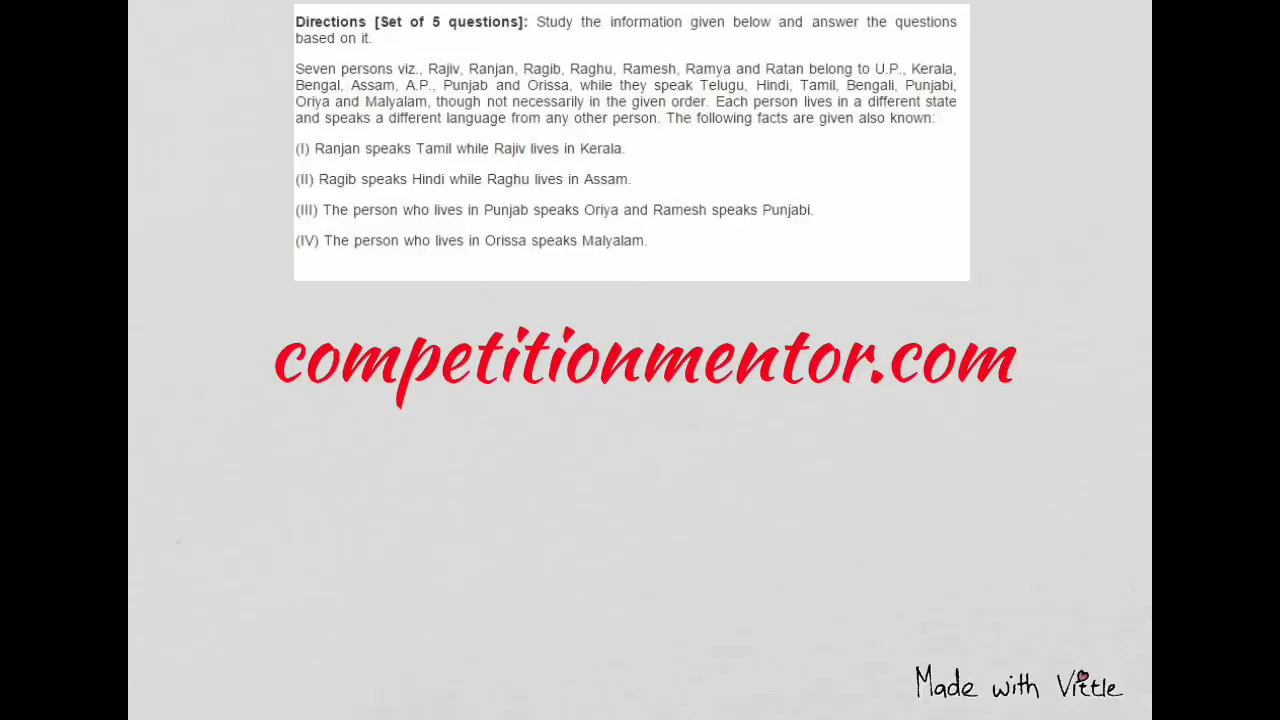 Directions [Set of 5 questions]: Study the information given below and answer the questions
based on it.
Seven persons viz., Rajiv, Ranjan, Ragib, Raghu, Ramesh, Ramya and Ratan belong to U.P., Kerala,
Bengal, Assam, A.P., Punjab and Orissa, while they speak Telugu, Hindi, Tamil, Bengali, Punjabi,
Oriya and Malyalam, though not necessarily in the given order. Each person lives in a different state
and speaks a different language from any other person. The following facts are given also known:
(I) Ranjan speaks Tamil while Rajiv lives in Kerala.
(II) Ragib speaks Hindi while Raghu lives in Assam.
(III) The person who lives in Punjab speaks Oriya and Ramesh speaks Punjabi.
(IV) The person who lives in Orissa speaks Malyalam.
competitionmentor.com
Made with Vittle